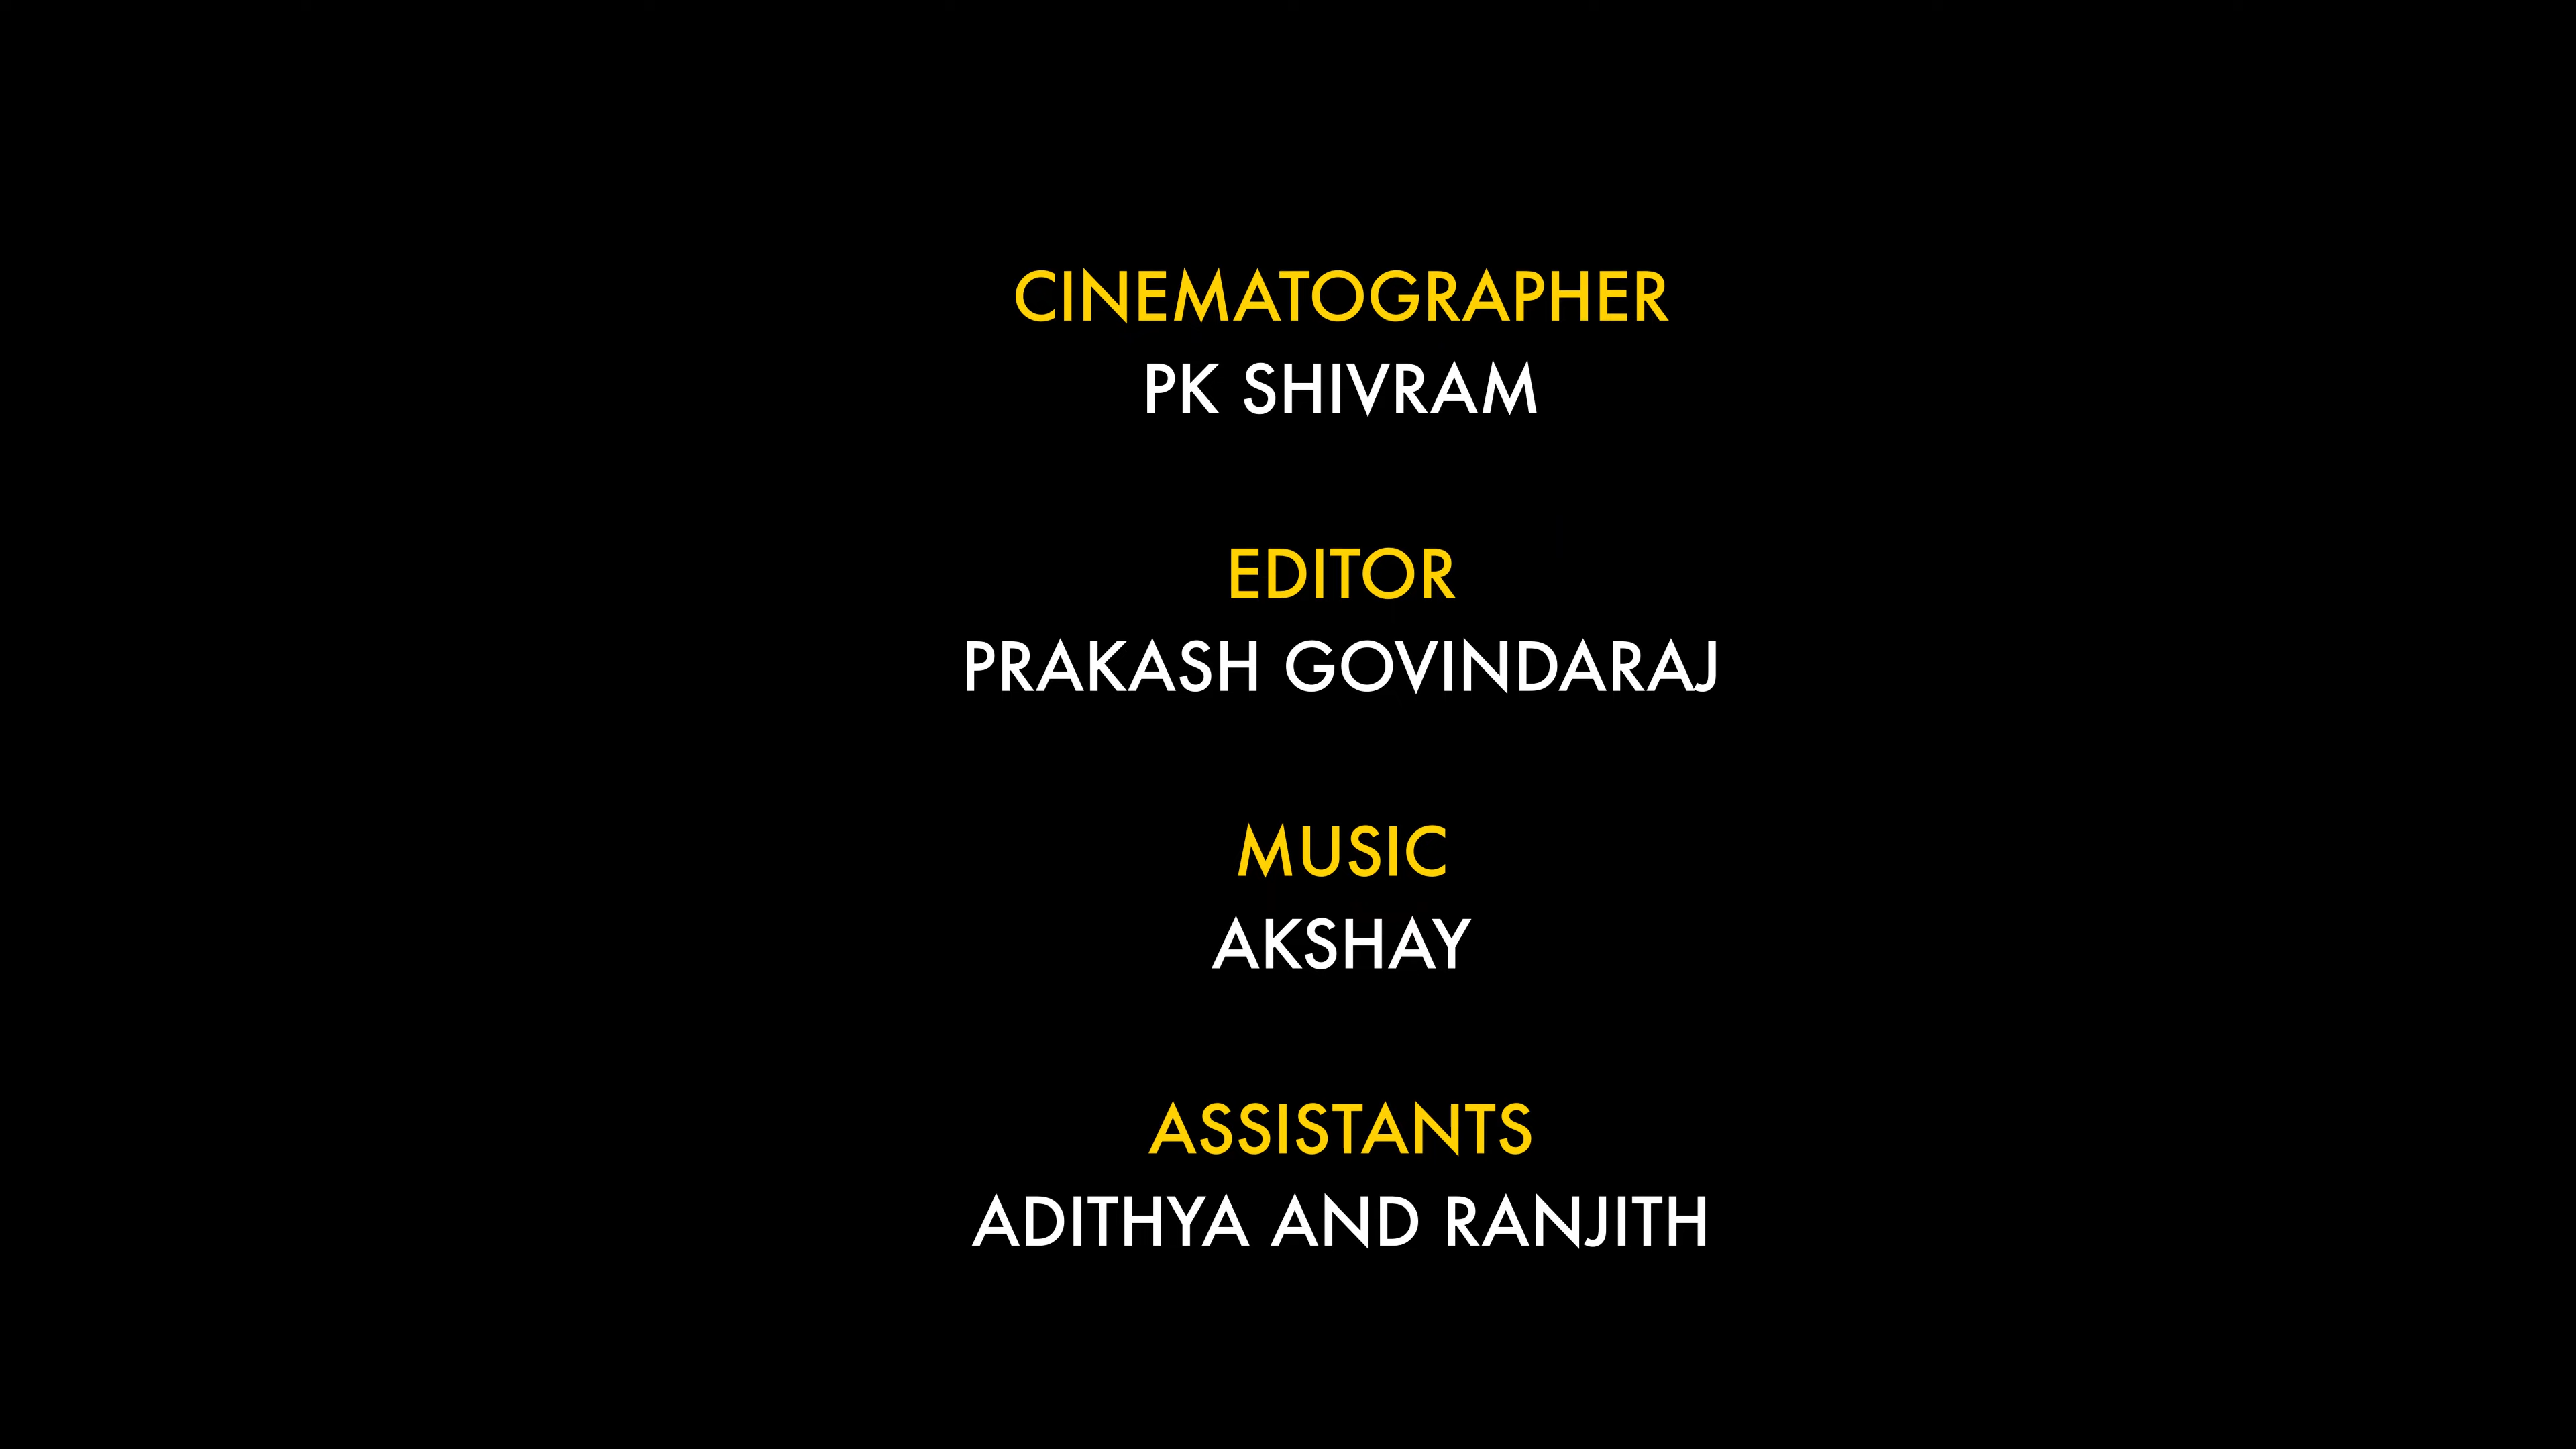 CINEMATOGRAPHER
PK SHIVRAM
EDITOR
PRAKASH GOVINDARAJ
MUSIC
AKSHAY
ASSISTANTS
ADITHYA AND RANJITH